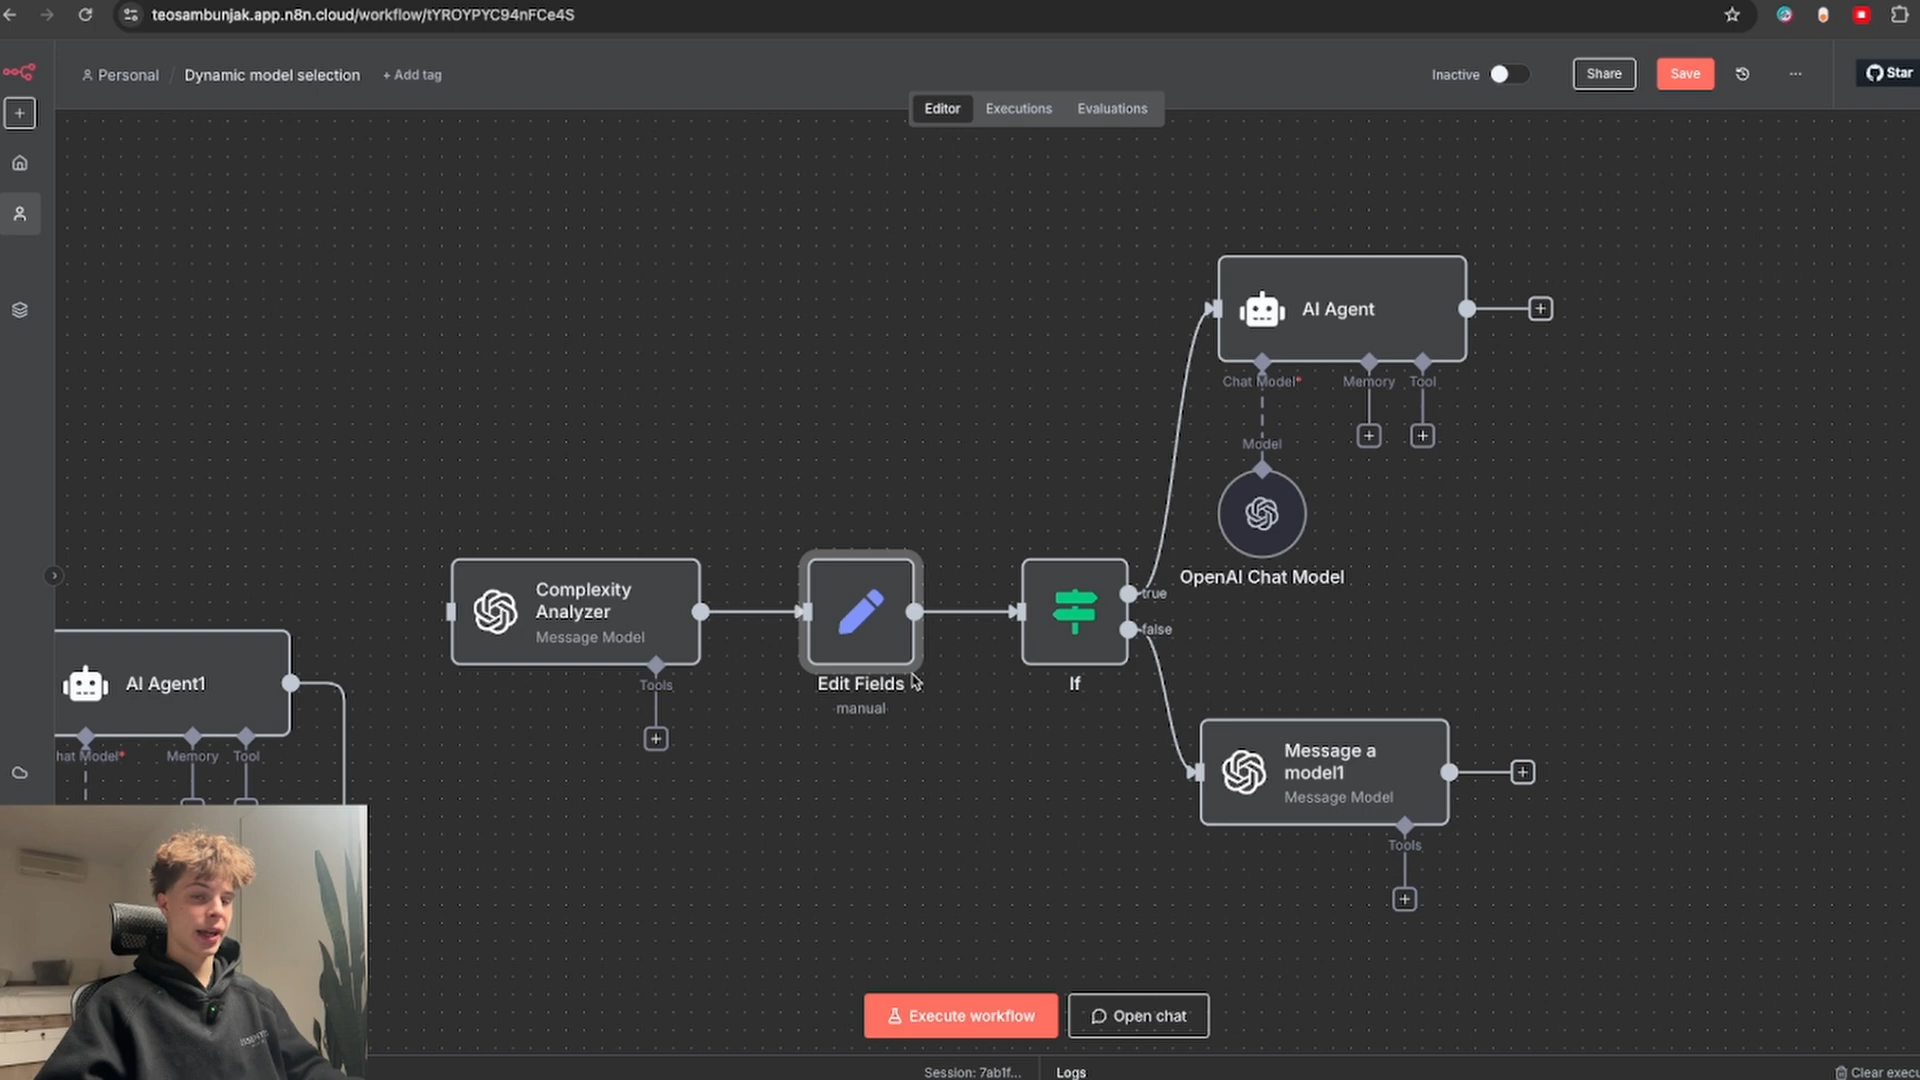 teosambunjak.app.n8n.cloud/workflow/tYROYPYC94nFCe4S
Personal / Dynamic model selection + Add tag
Inactive
Share
Save
...
Star
Editor
Executions
Evaluations
AI Agent
Chat Model*
Memory
Tool
Model
OpenAI Chat Model
Complexity
Analyzer
Message Model
Tools
Edit Fields
manual
true
false
If
AI Agent1
hat Model*
Memory
Tool
Message a
model1
Message Model
Tools
Execute workflow
Open chat
Session: 7ab1f...
Logs
Clear execu